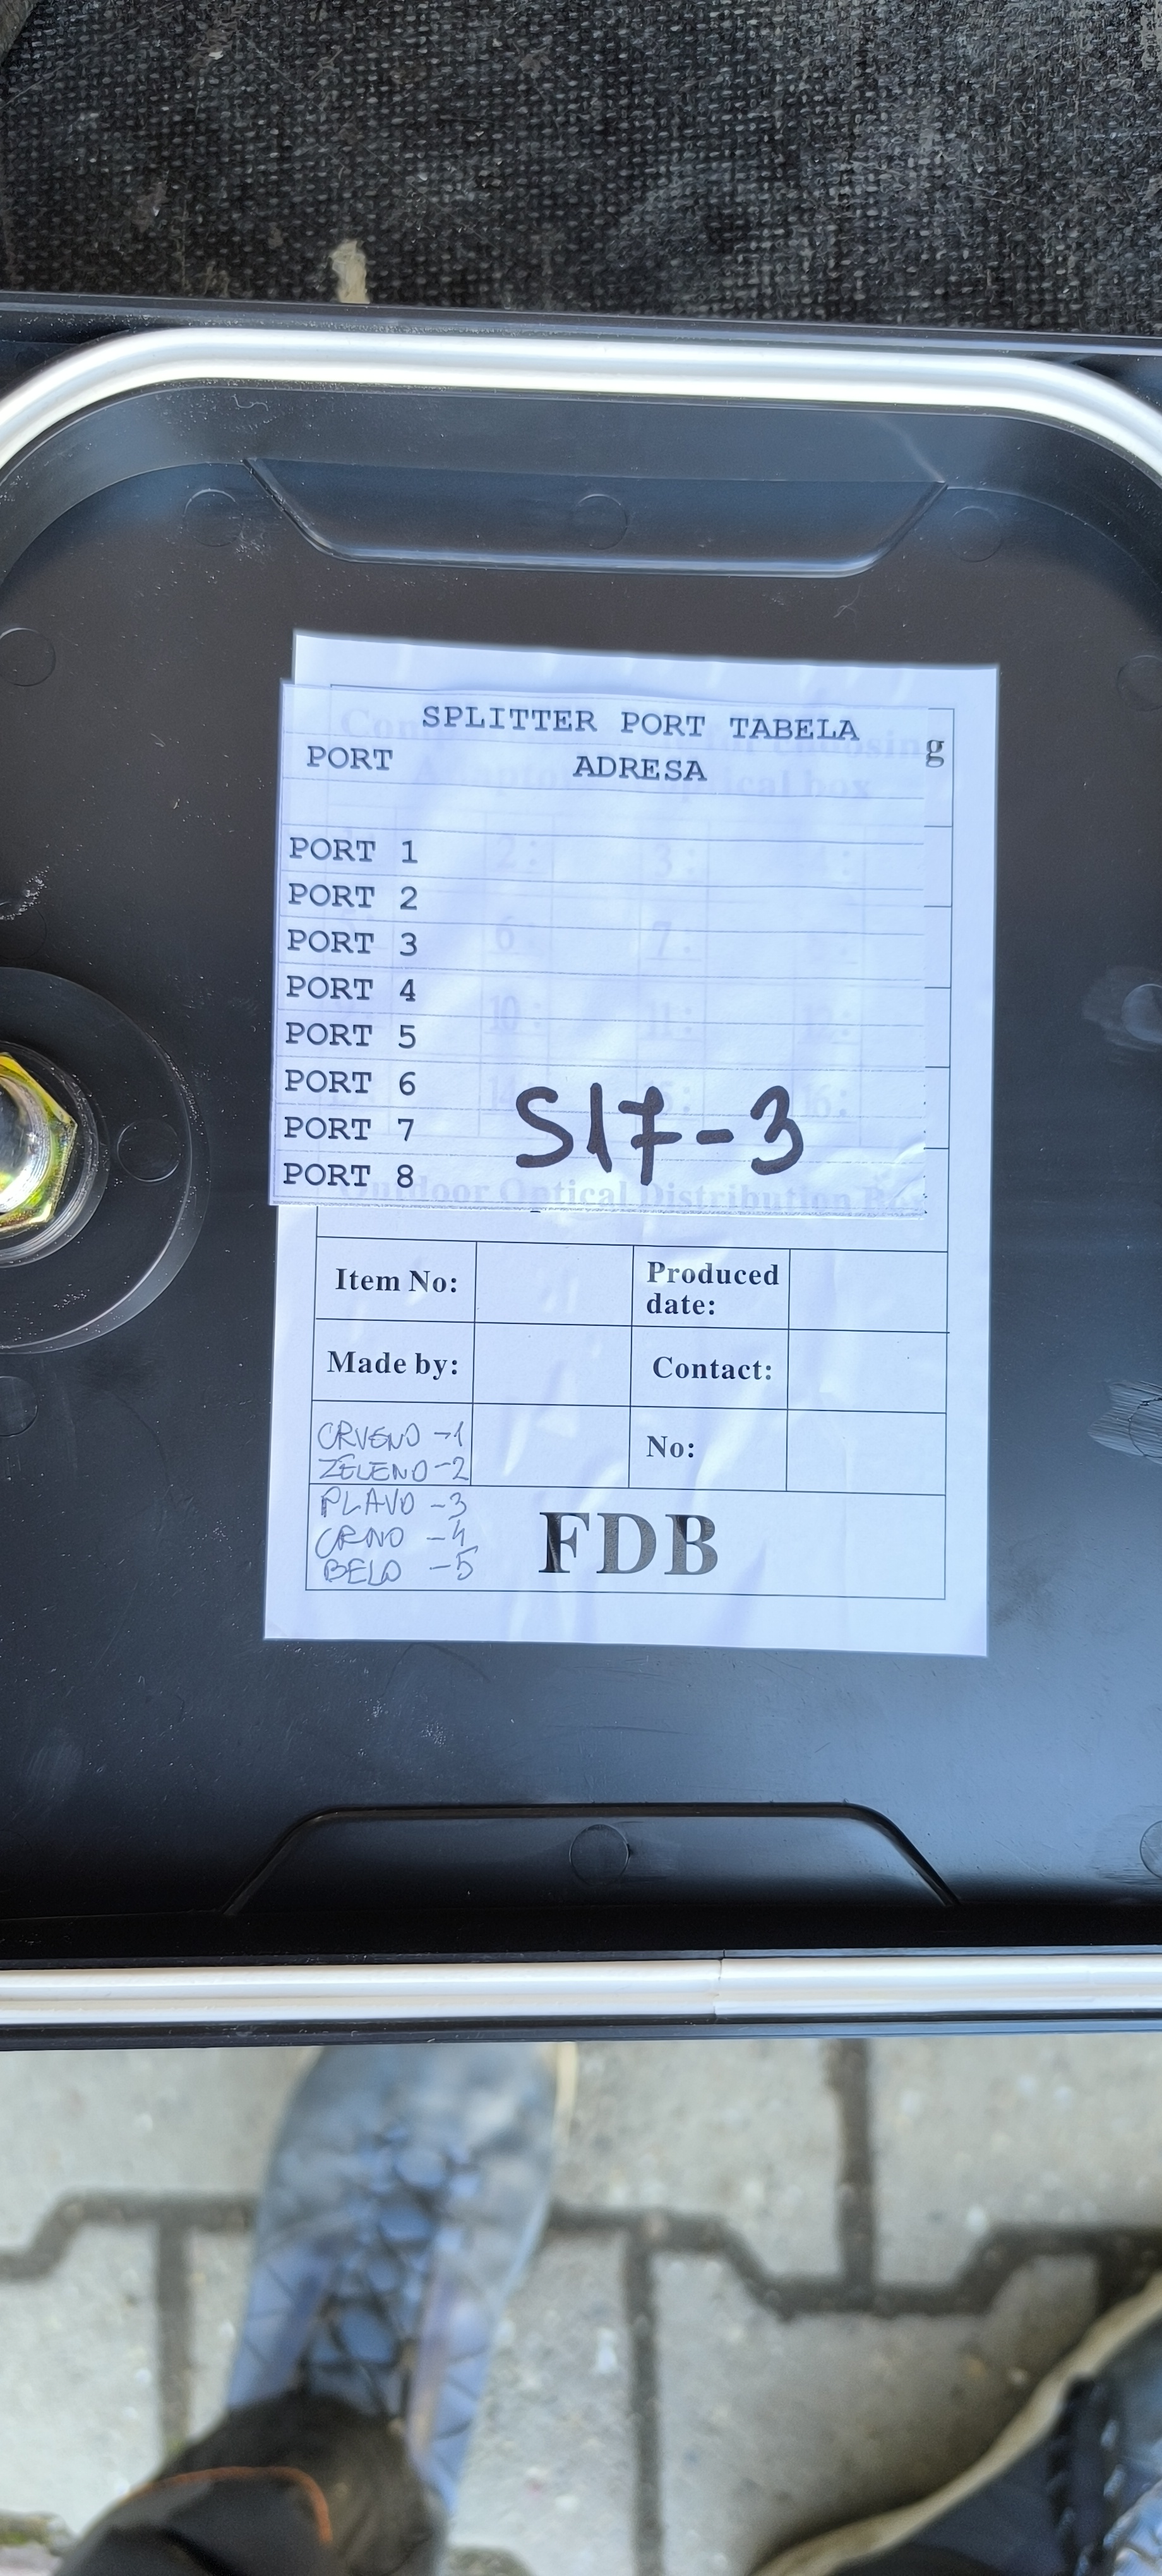 SPLITTER PORT TABELA
PORT ADRESA
g
PORT 1
PORT 2
PORT 3
PORT 4
PORT 5
PORT 6
PORT 7
PORT 8
S17-3
Outdoor Optical Distribution Box
Item No: Produced date:
Made by: Contact:
CRVENO -1
ZELENO -2
No:
PLAVO -3
CRNO -4
BELO -5
FDB